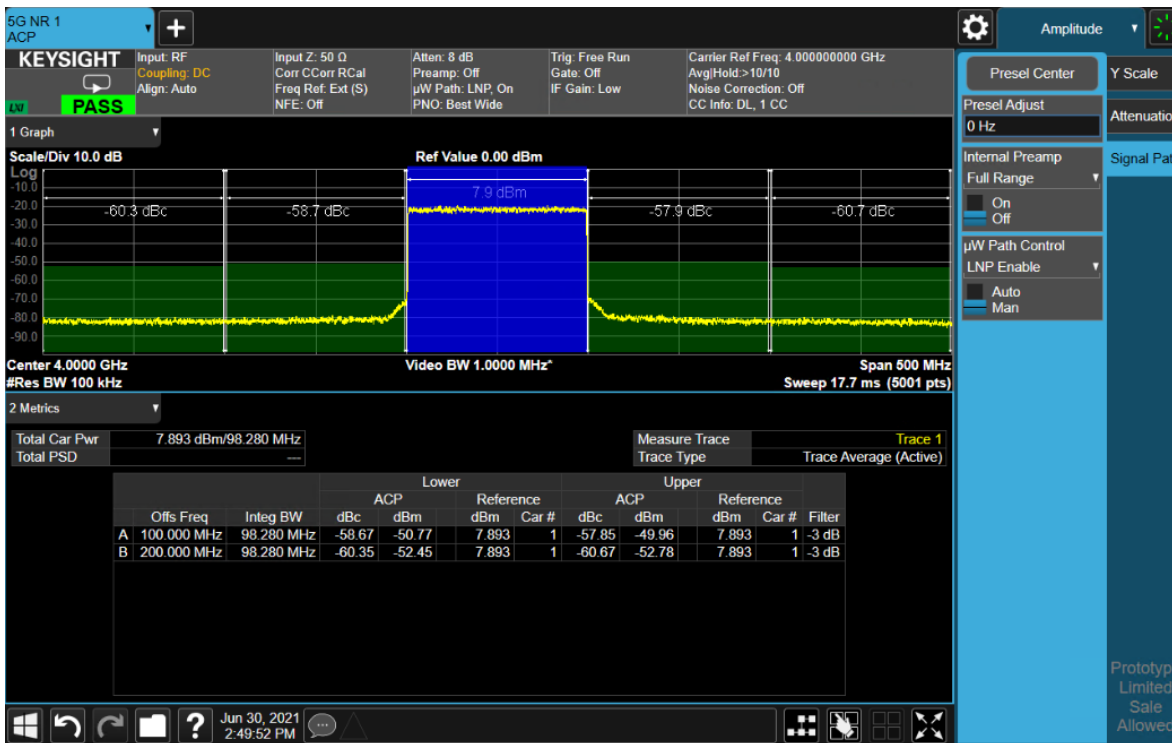 5G NR 1
ACP
Amplitude
KEYSIGHT
LXI
PASS
Input: RF
Coupling: DC
Align: Auto
Input Z: 50 Ω
Corr CCorr RCal
Freq Ref: Ext (S)
NFE: Off
Atten: 8 dB
Preamp: Off
µW Path: LNP, On
PNO: Best Wide
Trig: Free Run
Gate: Off
IF Gain: Low
Carrier Ref Freq: 4.000000000 GHz
Avg|Hold:>10/10
Noise Correction: Off
CC Info: DL, 1 CC
1 Graph
Scale/Div 10.0 dB
Ref Value 0.00 dBm
Log
-10.0
-20.0
-30.0
-40.0
-50.0
-60.0
-70.0
-80.0
-90.0
7.9 dBm
-60.3 dBc -58.7 dBc -57.9 dBc -60.7 dBc
Center 4.0000 GHz Video BW 1.0000 MHz* Span 500 MHz
#Res BW 100 kHz Sweep 17.7 ms (5001 pts)
2 Metrics
Total Car Pwr 7.893 dBm/98.280 MHz
Total PSD ---
Measure Trace Trace 1
Trace Type Trace Average (Active)
Lower Upper
ACP Reference ACP Reference
Offs Freq Integ BW dBc dBm dBm Car # dBc dBm dBm Car # Filter
A 100.000 MHz 98.280 MHz -58.67 -50.77 7.893 1 -57.85 -49.96 7.893 1 -3 dB
B 200.000 MHz 98.280 MHz -60.35 -52.45 7.893 1 -60.67 -52.78 7.893 1 -3 dB
Presel Center
Presel Adjust
0 Hz
Internal Preamp
Full Range
On
Off
µW Path Control
LNP Enable
Auto
Man
Y Scale
Attenuatio
Signal Pat
Prototyp
Limited
Sale
Allowed
?
Jun 30, 2021
2:49:52 PM